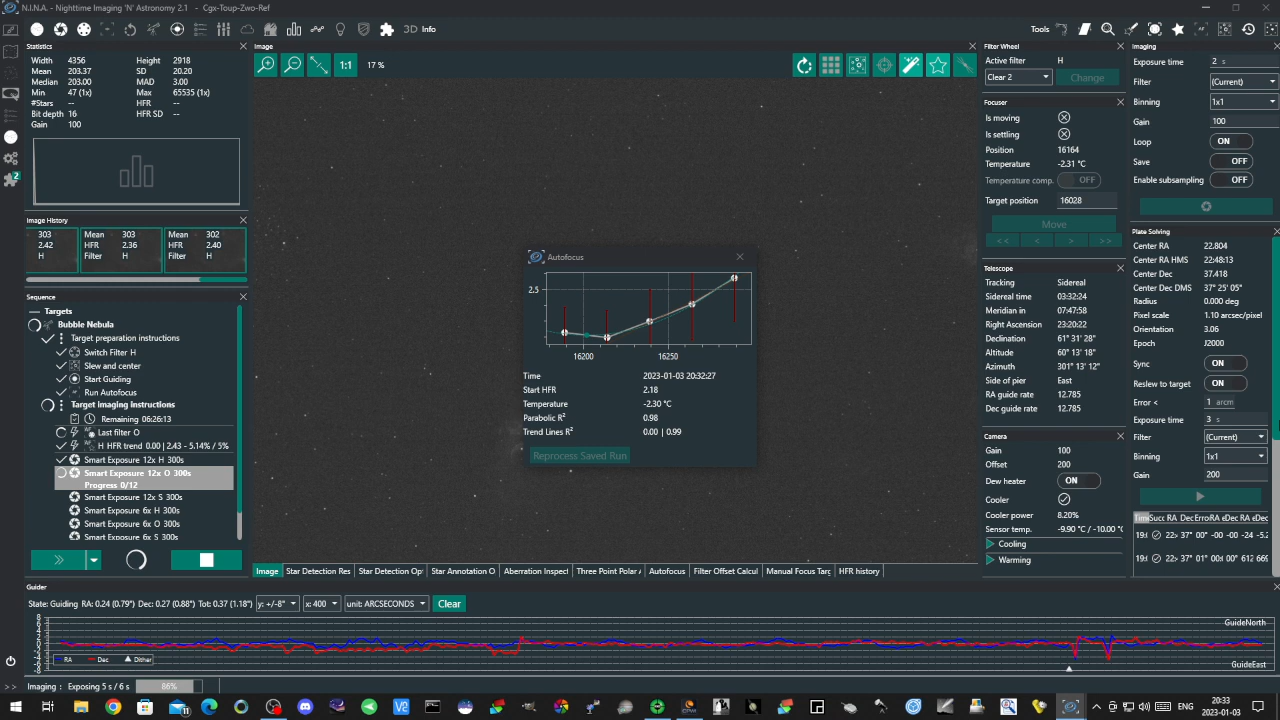 N.I.N.A. - Nighttime Imaging 'N' Astronomy 2.1 - Cgx-Toup-Zwo-Ref
3D Info
Tools
Statistics
Width 4356 Height 2918
Mean 203.37 SD 20.20
Median 203.00 MAD 3.00
Min 47 (1x) Max 65535 (1x)
#Stars -- HFR --
Bit depth 16 HFR SD --
Gain 100
Image History
303 Mean 303 Mean 302
2.42 HFR 2.36 HFR 2.40
H Filter H Filter H
Sequence
Targets
Bubble Nebula
Target preparation instructions
Switch Filter H
Slew and center
Start Guiding
Run Autofocus
Target Imaging Instructions
Remaining 06:26:13
Last filter O
H HFR trend 0.00 | 2.43 - 5.14% / 5%
Smart Exposure 12x H 300s
Smart Exposure 12x O 300s
Progress 0/12
Smart Exposure 12x S 300s
Smart Exposure 6x H 300s
Smart Exposure 6x O 300s
Smart Exposure 6x S 300s
Image
1:1 17 %
Autofocus
2.5
16200 16250
Time 2023-01-03 20:32:27
Start HFR 2.18
Temperature -2.30 °C
Parabolic R² 0.98
Trend Lines R² 0.00 | 0.99
Reprocess Saved Run
Image Star Detection Res Star Detection Op Star Annotation O Aberration Inspect Three Point Polar Autofocus Filter Offset Calcul Manual Focus Targ HFR history
Filter Wheel
Active filter H
Clear 2 Change
Focuser
Is moving
Is settling
Position 16164
Temperature -2.31 °C
Temperature comp. OFF
Target position 16028
Move
<< < > >>
Telescope
Tracking Sidereal
Sidereal time 03:32:24
Meridian in 07:47:58
Right Ascension 23:20:22
Declination 61° 31' 28"
Altitude 60° 13' 18"
Azimuth 301° 13' 12"
Side of pier East
RA guide rate 12.785
Dec guide rate 12.785
Camera
Gain 100
Offset 200
Dew heater ON
Cooler
Cooler power 8.20%
Sensor temp. -9.90 °C / -10.00 °C
Cooling
Warming
Imaging
Exposure time 2 s
Filter (Current)
Binning 1x1
Gain 100
Loop ON
Save OFF
Enable subsampling OFF
Plate Solving
Center RA 22.804
Center RA HMS 22:48:13
Center Dec 37.418
Center Dec DMS 37° 25' 05"
Radius 0.000 deg
Pixel scale 1.10 arcsec/pixel
Orientation 3.06
Epoch J2000
Sync ON
Reslew to target ON
Error < 1 arcm
Exposure time 3 s
Filter (Current)
Binning 1x1
Gain 200
Guider
State: Guiding RA: 0.24 (0.79") Dec: 0.27 (0.88") Tot: 0.37 (1.18") y: +/-8" x: 400 unit: ARCSECONDS Clear
GuideNorth
RA Dec Dither
GuideEast
>> Imaging : Exposing 5 s / 6 s 86%
ENG 20:33
2023-01-03